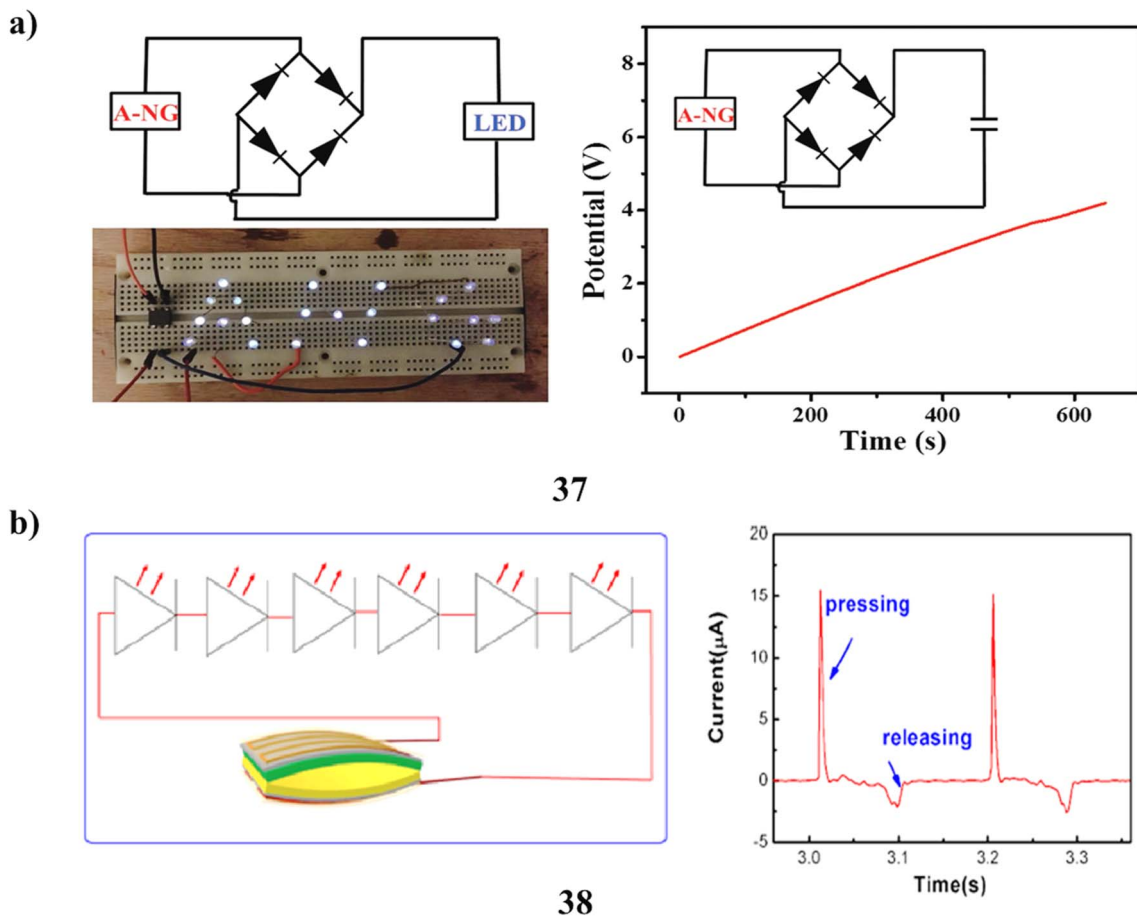 a)
A-NG
LED
8
6
4
2
0
Potential (V)
A-NG
0
200
400
600
Time (s)
37
b)
20
15
10
5
0
-5
Current(μA)
pressing
releasing
3.0
3.1
3.2
3.3
Time(s)
38